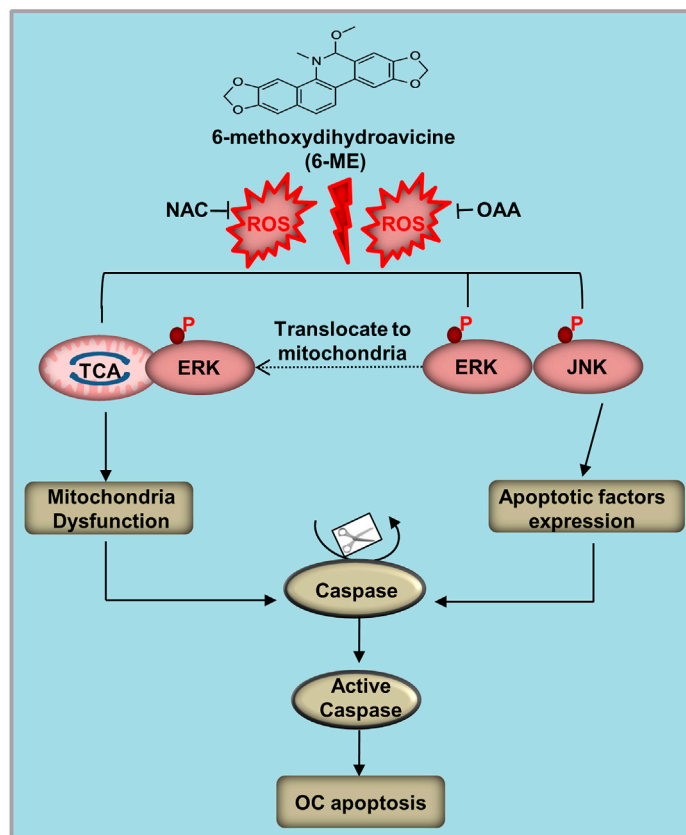 O
N
O
O
O
O
6-methoxydihydroavicine
(6-ME)
NAC
ROS
ROS
OAA
P
P
P
Translocate to
mitochondria
TCA
ERK
ERK
JNK
Mitochondria
Dysfunction
Apoptotic factors
expression
Caspase
Active
Caspase
OC apoptosis